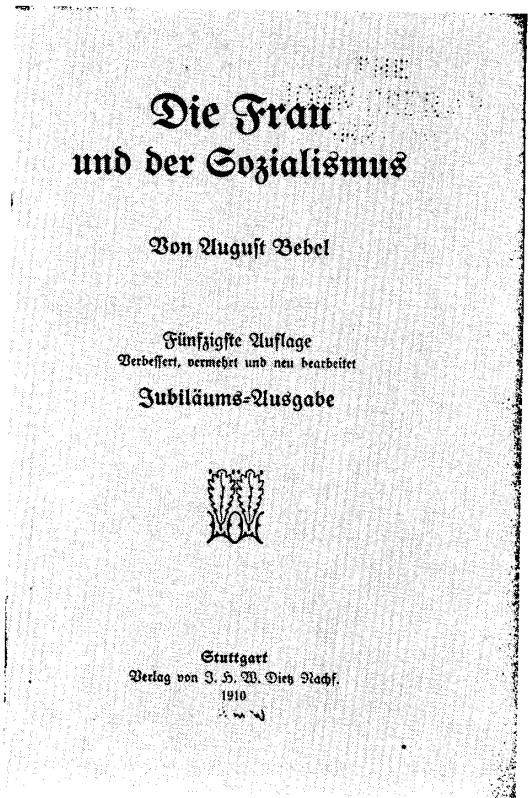 THE
Die Frau
und der Sozialismus
Von August Bebel
Fünfzigste Auflage
Verbessert, vermehrt und neu bearbeitet
Jubiläums-Ausgabe
Stuttgart
Verlag von J. H. W. Dietz Nachf.
1910